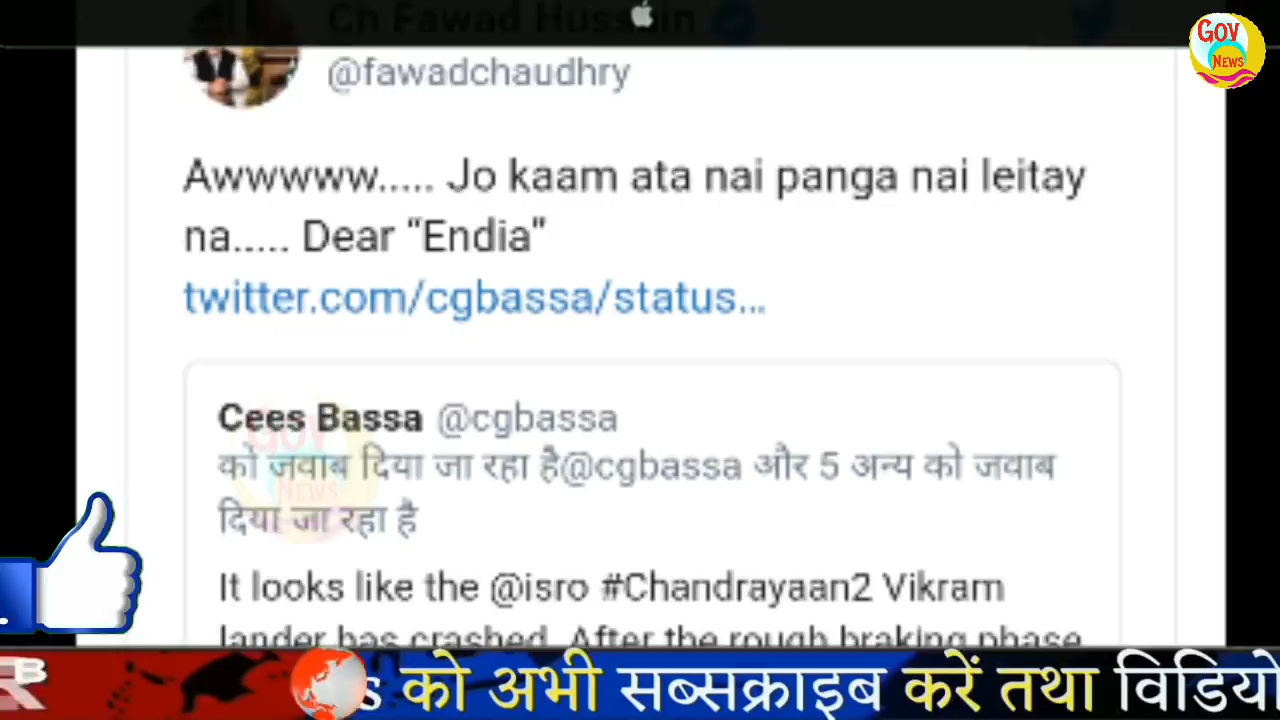 Ch Fawad Hussain
@fawadchaudhry
GOV
NEWS
Awwwww..... Jo kaam ata nai panga nai leitay
na..... Dear “Endia”
twitter.com/cgbassa/status...
Cees Bassa @cgbassa
को जवाब दिया जा रहा है@cgbassa और 5 अन्य को जवाब
दिया जा रहा है
GOV
NEWS
It looks like the @isro #Chandrayaan2 Vikram
lander has crashed. After the rough braking phase
को अभी सब्सक्राइब करें तथा विडियो